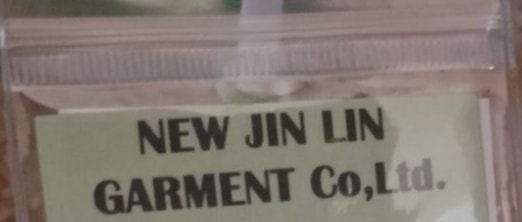 NEW JIN LIN
GARMENT Co,Ltd.